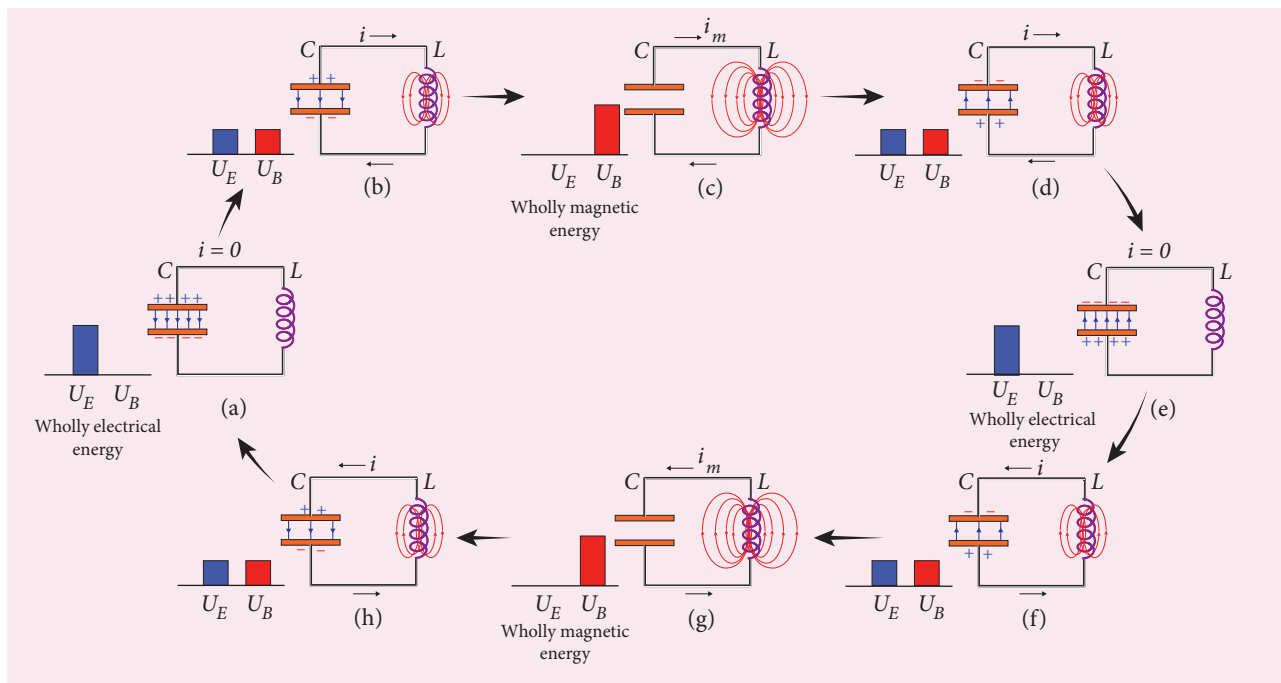 i
C
L
+ +
– –
U_E
U_B
(b)
i_m
C
L
U_E
U_B
Wholly magnetic
energy
(c)
i
C
L
– –
+ +
U_E
U_B
(d)
i = 0
C
L
++ ++
– – – –
U_E
U_B
Wholly electrical
energy
(a)
i = 0
C
L
– – – –
++ ++
U_E
U_B
Wholly electrical
energy
(e)
i
C
L
+ +
– –
U_E
U_B
(h)
i_m
C
L
U_E
U_B
Wholly magnetic
energy
(g)
i
C
L
– –
+ +
U_E
U_B
(f)